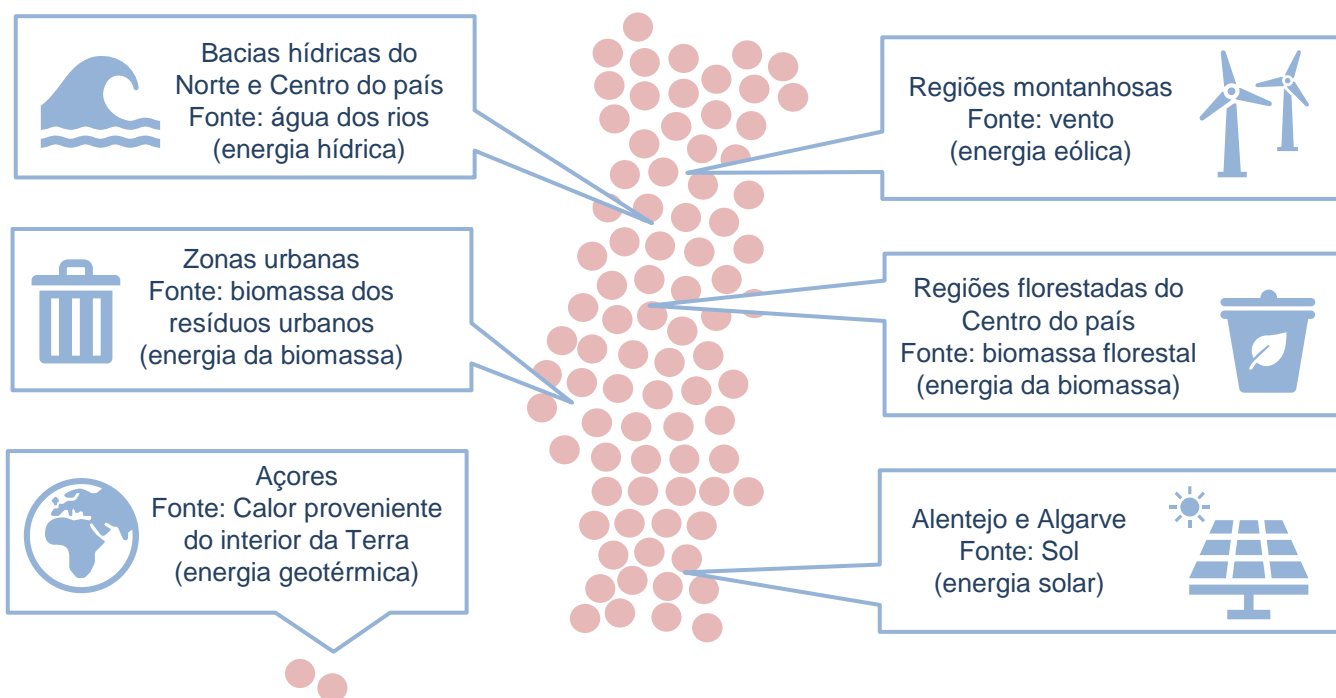 Bacias hídricas do
Norte e Centro do país
Fonte: água dos rios
(energia hídrica)
Regiões montanhosas
Fonte: vento
(energia eólica)
Zonas urbanas
Fonte: biomassa dos
resíduos urbanos
(energia da biomassa)
Regiões florestadas do
Centro do país
Fonte: biomassa florestal
(energia da biomassa)
Açores
Fonte: Calor proveniente
do interior da Terra
(energia geotérmica)
Alentejo e Algarve
Fonte: Sol
(energia solar)